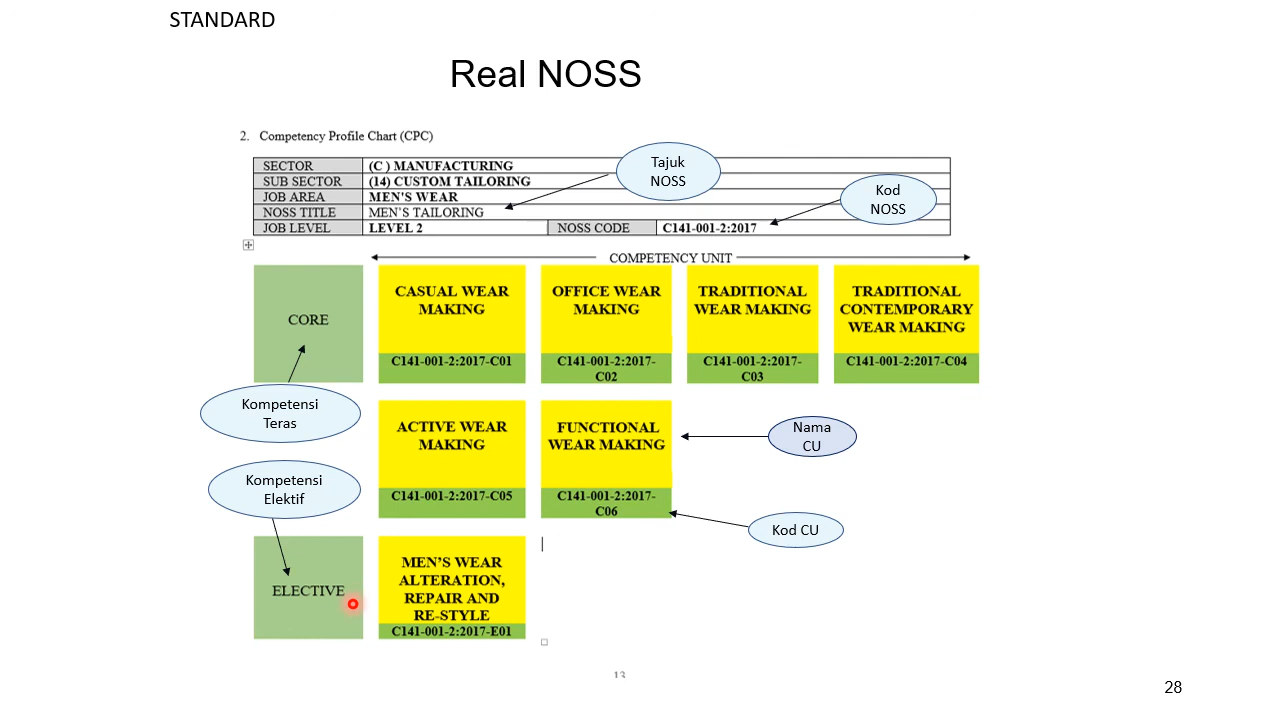 STANDARD
Real NOSS
2. Competency Profile Chart (CPC)
SECTOR (C ) MANUFACTURING
SUB SECTOR (14) CUSTOM TAILORING
JOB AREA MEN'S WEAR
NOSS TITLE MEN'S TAILORING
JOB LEVEL LEVEL 2 NOSS CODE C141-001-2:2017
Tajuk
NOSS
Kod
NOSS
COMPETENCY UNIT
CORE
CASUAL WEAR
MAKING
C141-001-2:2017-C01
OFFICE WEAR
MAKING
C141-001-2:2017-
C02
TRADITIONAL
WEAR MAKING
C141-001-2:2017-
C03
TRADITIONAL
CONTEMPORARY
WEAR MAKING
C141-001-2:2017-C04
Kompetensi
Teras
ACTIVE WEAR
MAKING
C141-001-2:2017-C05
FUNCTIONAL
WEAR MAKING
C141-001-2:2017-
C06
Nama
CU
Kompetensi
Elektif
Kod CU
ELECTIVE
MEN’S WEAR
ALTERATION,
REPAIR AND
RE-STYLE
C141-001-2:2017-E01
13
28